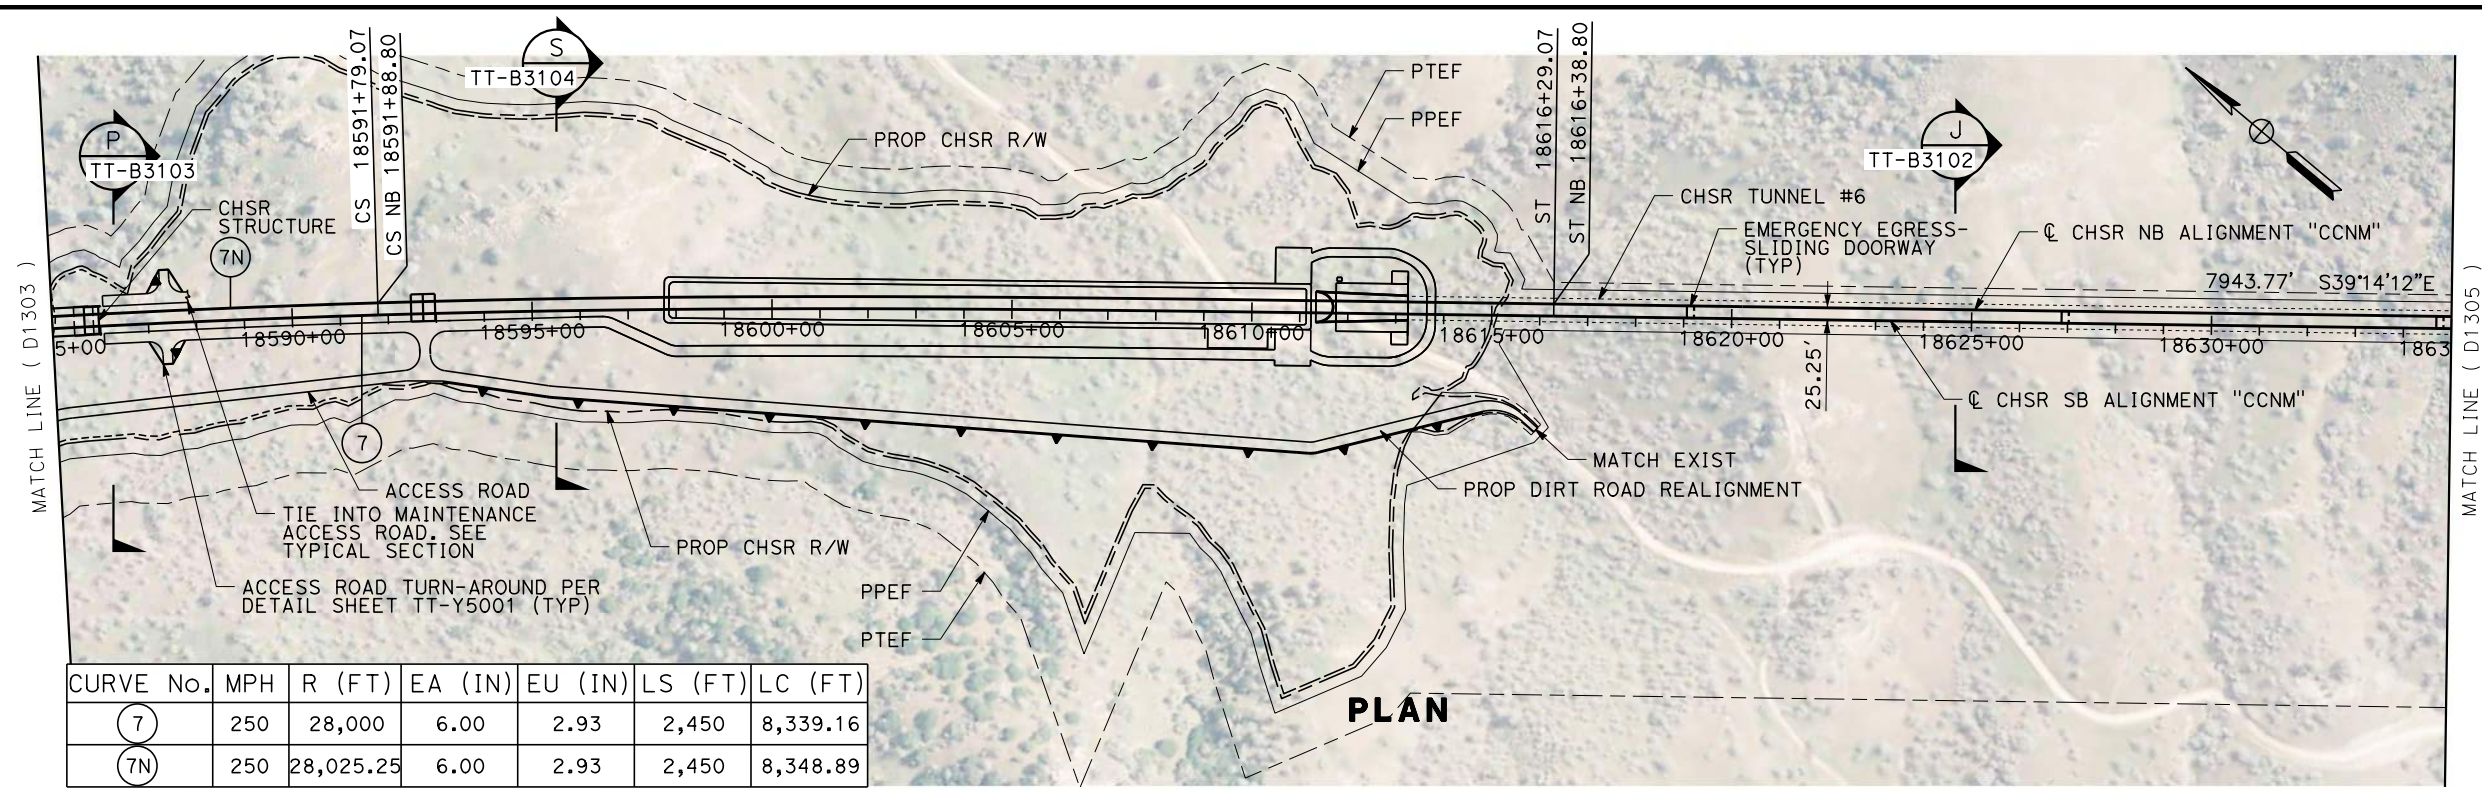 CS 18591+79.07
CS NB 18591+88.80
S
TT-B3104
ST 18616+29.07
ST NB 18616+38.80
PTEF
PPEF
P
TT-B3103
PROP CHSR R/W
J
TT-B3102
CHSR
STRUCTURE
7N
CHSR TUNNEL #6
EMERGENCY EGRESS-
SLIDING DOORWAY
(TYP)
℄ CHSR NB ALIGNMENT "CCNM"
7943.77' S39°14'12"E
MATCH LINE ( D1303 )
MATCH LINE ( D1305 )
5+00
18590+00
18595+00
18600+00
18605+00
18610+00
18615+00
18620+00
18625+00
18630+00
1863
25.25'
℄ CHSR SB ALIGNMENT "CCNM"
7
MATCH EXIST
PROP DIRT ROAD REALIGNMENT
ACCESS ROAD
TIE INTO MAINTENANCE
ACCESS ROAD. SEE
TYPICAL SECTION
PROP CHSR R/W
ACCESS ROAD TURN-AROUND PER
DETAIL SHEET TT-Y5001 (TYP)
PPEF
PTEF
CURVE No. MPH R (FT) EA (IN) EU (IN) LS (FT) LC (FT)
7 250 28,000 6.00 2.93 2,450 8,339.16
7N 250 28,025.25 6.00 2.93 2,450 8,348.89
PLAN